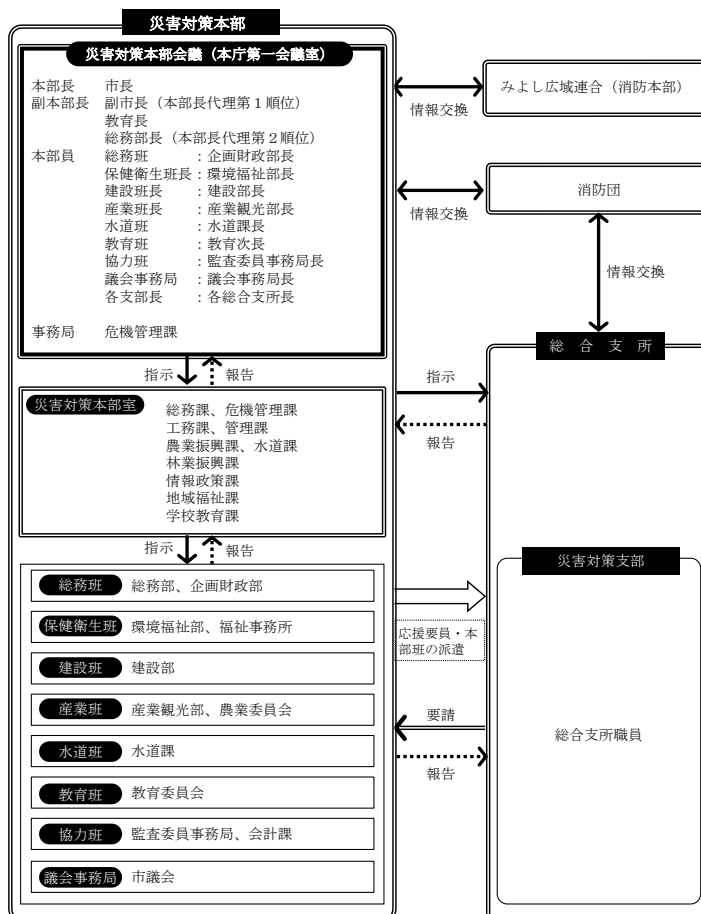 災害対策本部
災害対策本部会議（本庁第一会議室）
本部長 市長
副本部長 副市長（本部長代理第１順位）
教育長
総務部長（本部長代理第２順位）
本部員 総務班 ：企画財政部長
保健衛生班長：環境福祉部長
建設班長 ：建設部長
産業班長 ：産業観光部長
水道班 ：水道課長
教育班 ：教育次長
協力班 ：監査委員事務局長
議会事務局 ：議会事務局長
各支部長 ：各総合支所長
事務局 危機管理課
指示 報告
災害対策本部室
総務課、危機管理課
工務課、管理課
農業振興課、水道課
林業振興課
情報政策課
地域福祉課
学校教育課
指示 報告
総務班 総務部、企画財政部
保健衛生班 環境福祉部、福祉事務所
建設班 建設部
産業班 産業観光部、農業委員会
水道班 水道課
教育班 教育委員会
協力班 監査委員事務局、会計課
議会事務局 市議会
情報交換
みよし広域連合（消防本部）
情報交換
消防団
情報交換
指示
報告
応援要員・本
部班の派遣
要請
報告
総合支所
災害対策支部
総合支所職員